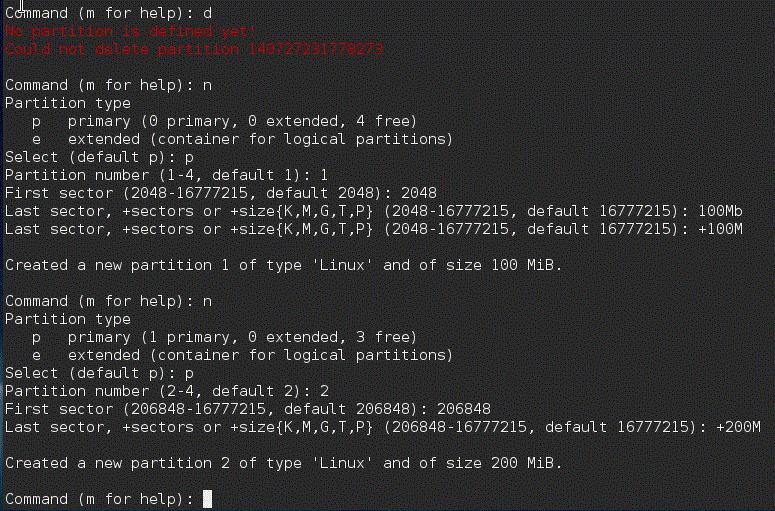 Command (m for help): d
No partition is defined yet!
Could not delete partition 140727231778273
Command (m for help): n
Partition type
p primary (0 primary, 0 extended, 4 free)
e extended (container for logical partitions)
Select (default p): p
Partition number (1-4, default 1): 1
First sector (2048-16777215, default 2048): 2048
Last sector, +sectors or +size{K,M,G,T,P} (2048-16777215, default 16777215): 100Mb
Last sector, +sectors or +size{K,M,G,T,P} (2048-16777215, default 16777215): +100M
Created a new partition 1 of type 'Linux' and of size 100 MiB.
Command (m for help): n
Partition type
p primary (1 primary, 0 extended, 3 free)
e extended (container for logical partitions)
Select (default p): p
Partition number (2-4, default 2): 2
First sector (206848-16777215, default 206848): 206848
Last sector, +sectors or +size{K,M,G,T,P} (206848-16777215, default 16777215): +200M
Created a new partition 2 of type 'Linux' and of size 200 MiB.
Command (m for help):